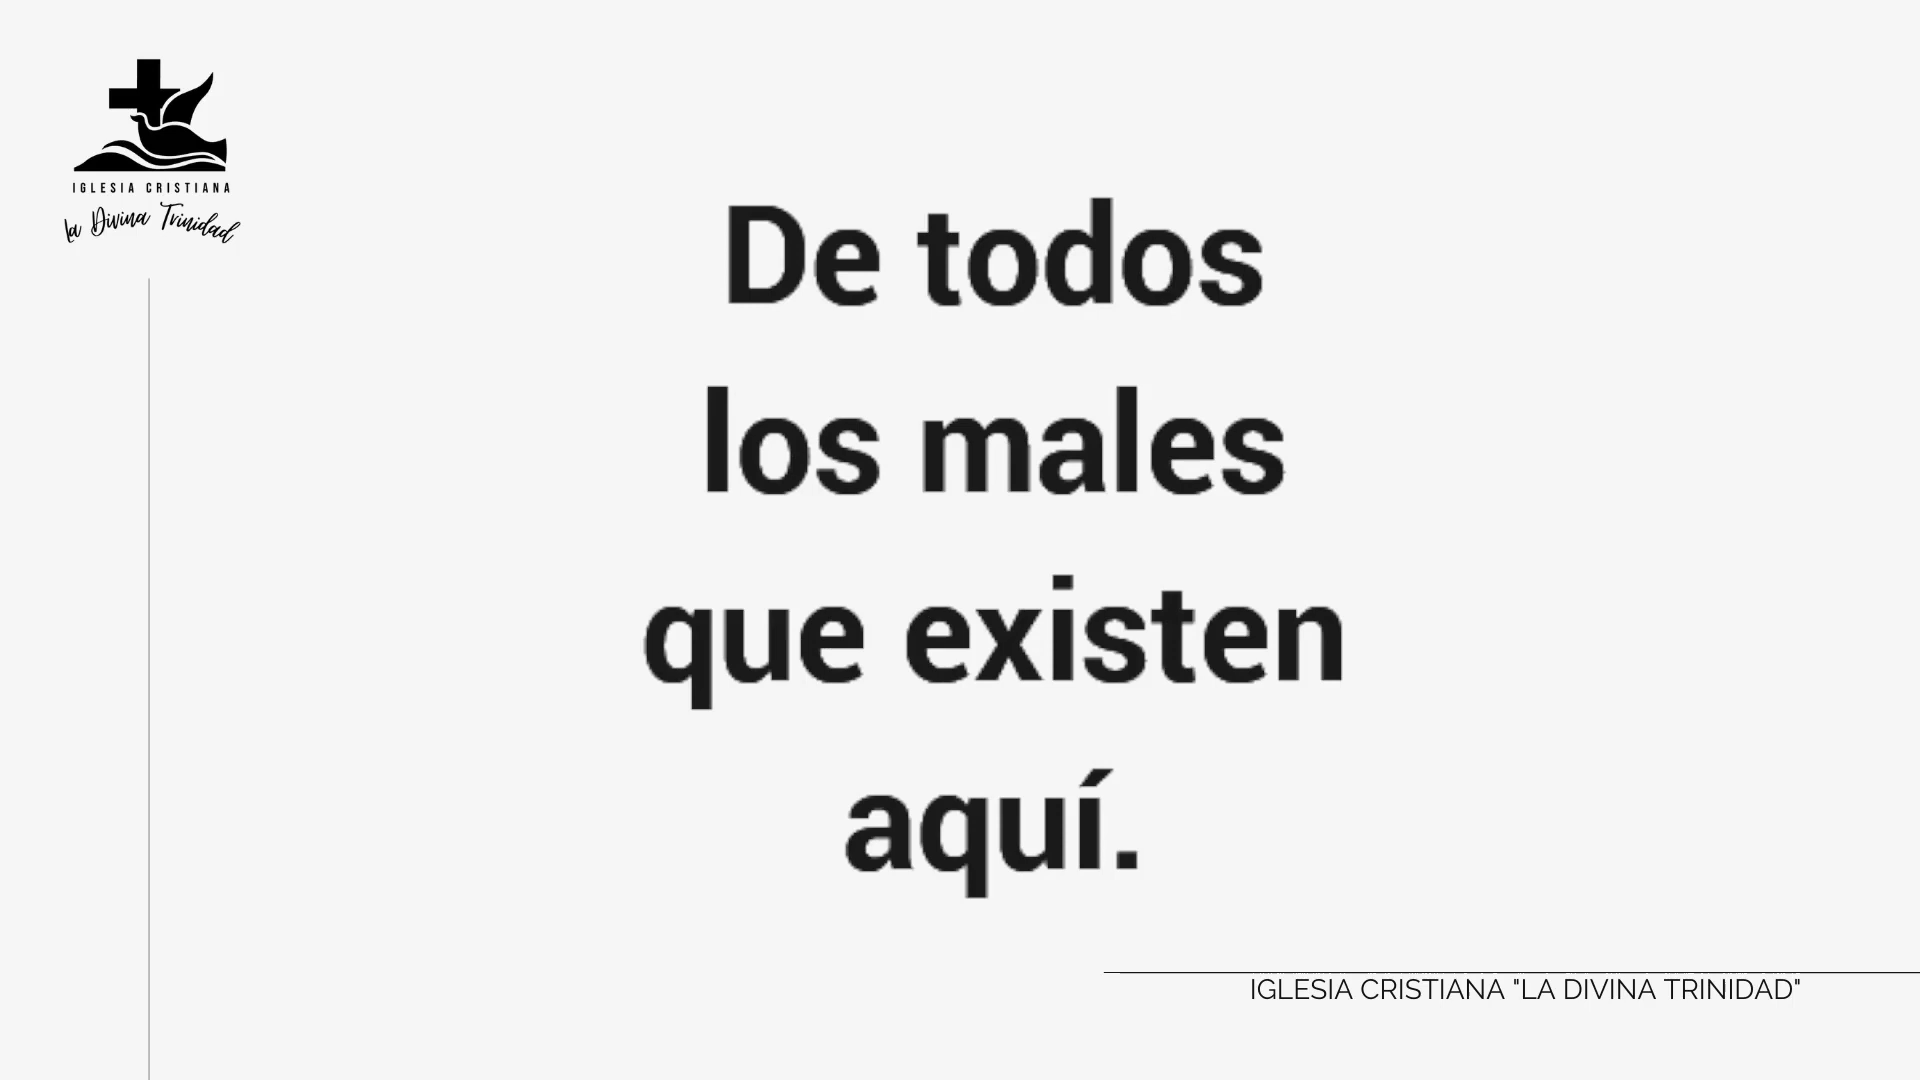 IGLESIA CRISTIANA
La Divina Trinidad
De todos
los males
que existen
aquí.
IGLESIA CRISTIANA "LA DIVINA TRINIDAD"